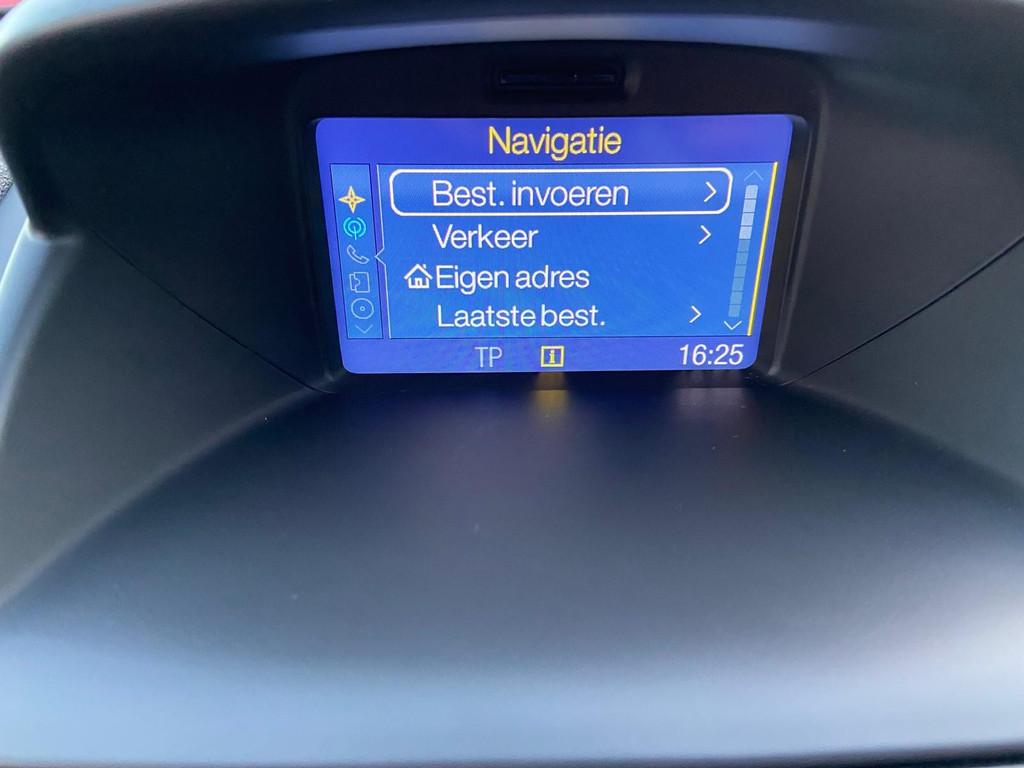 Navigatie
Best. invoeren
Verkeer
Eigen adres
Laatste best.
TP i 16:25